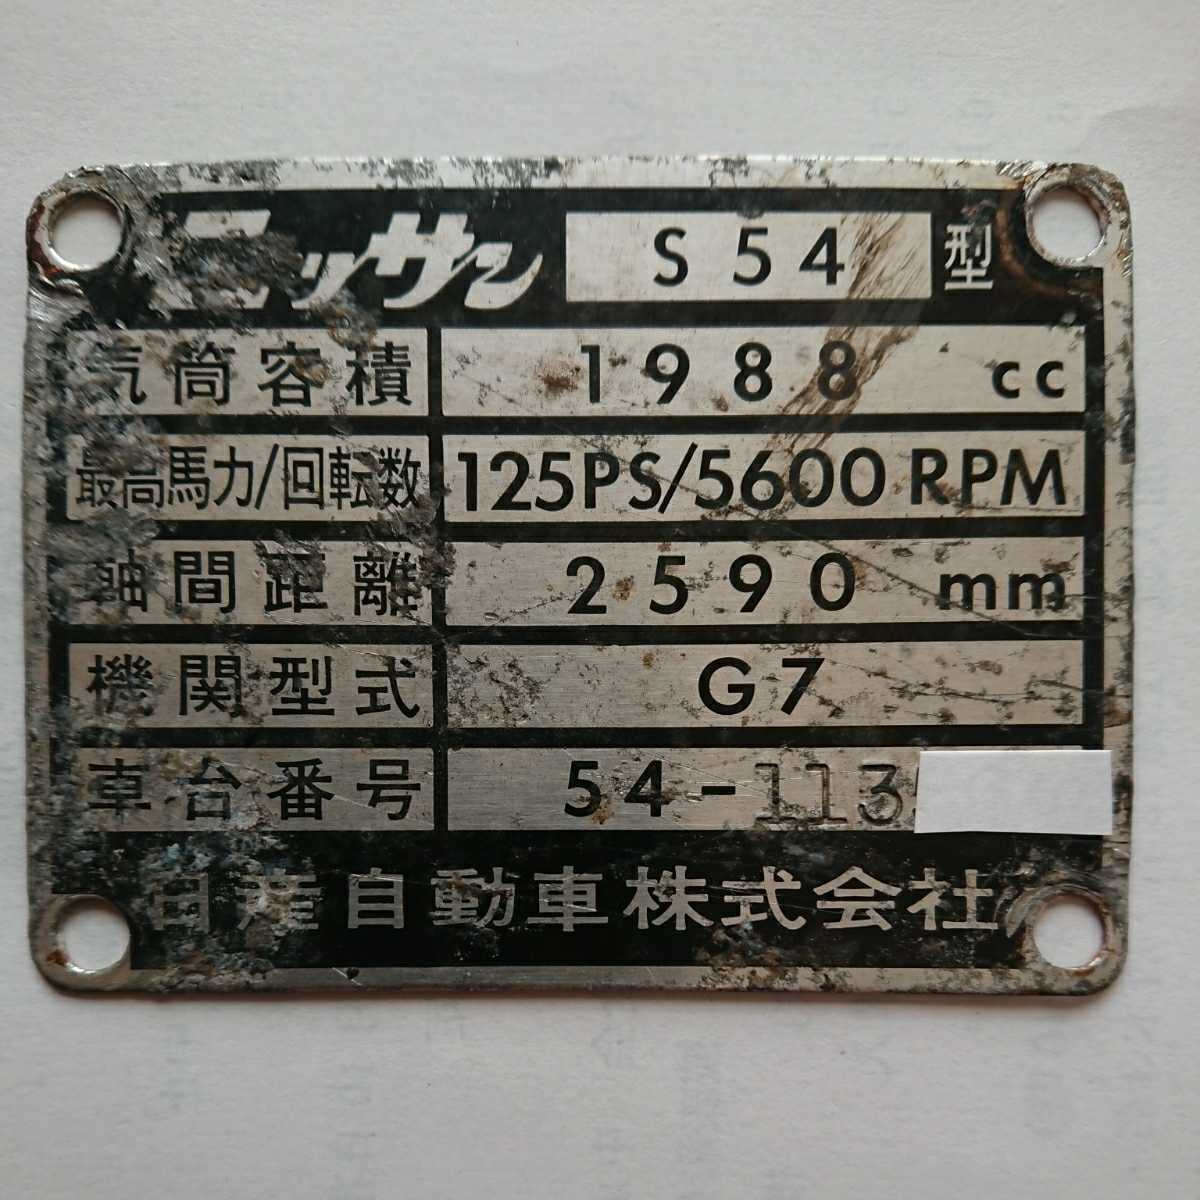 ニッサン S54 型
気筒容積 1988 cc
最高馬力/回転数 125PS/5600RPM
軸間距離 2590 mm
機関型式 G7
車台番号 54-113
日産自動車株式会社